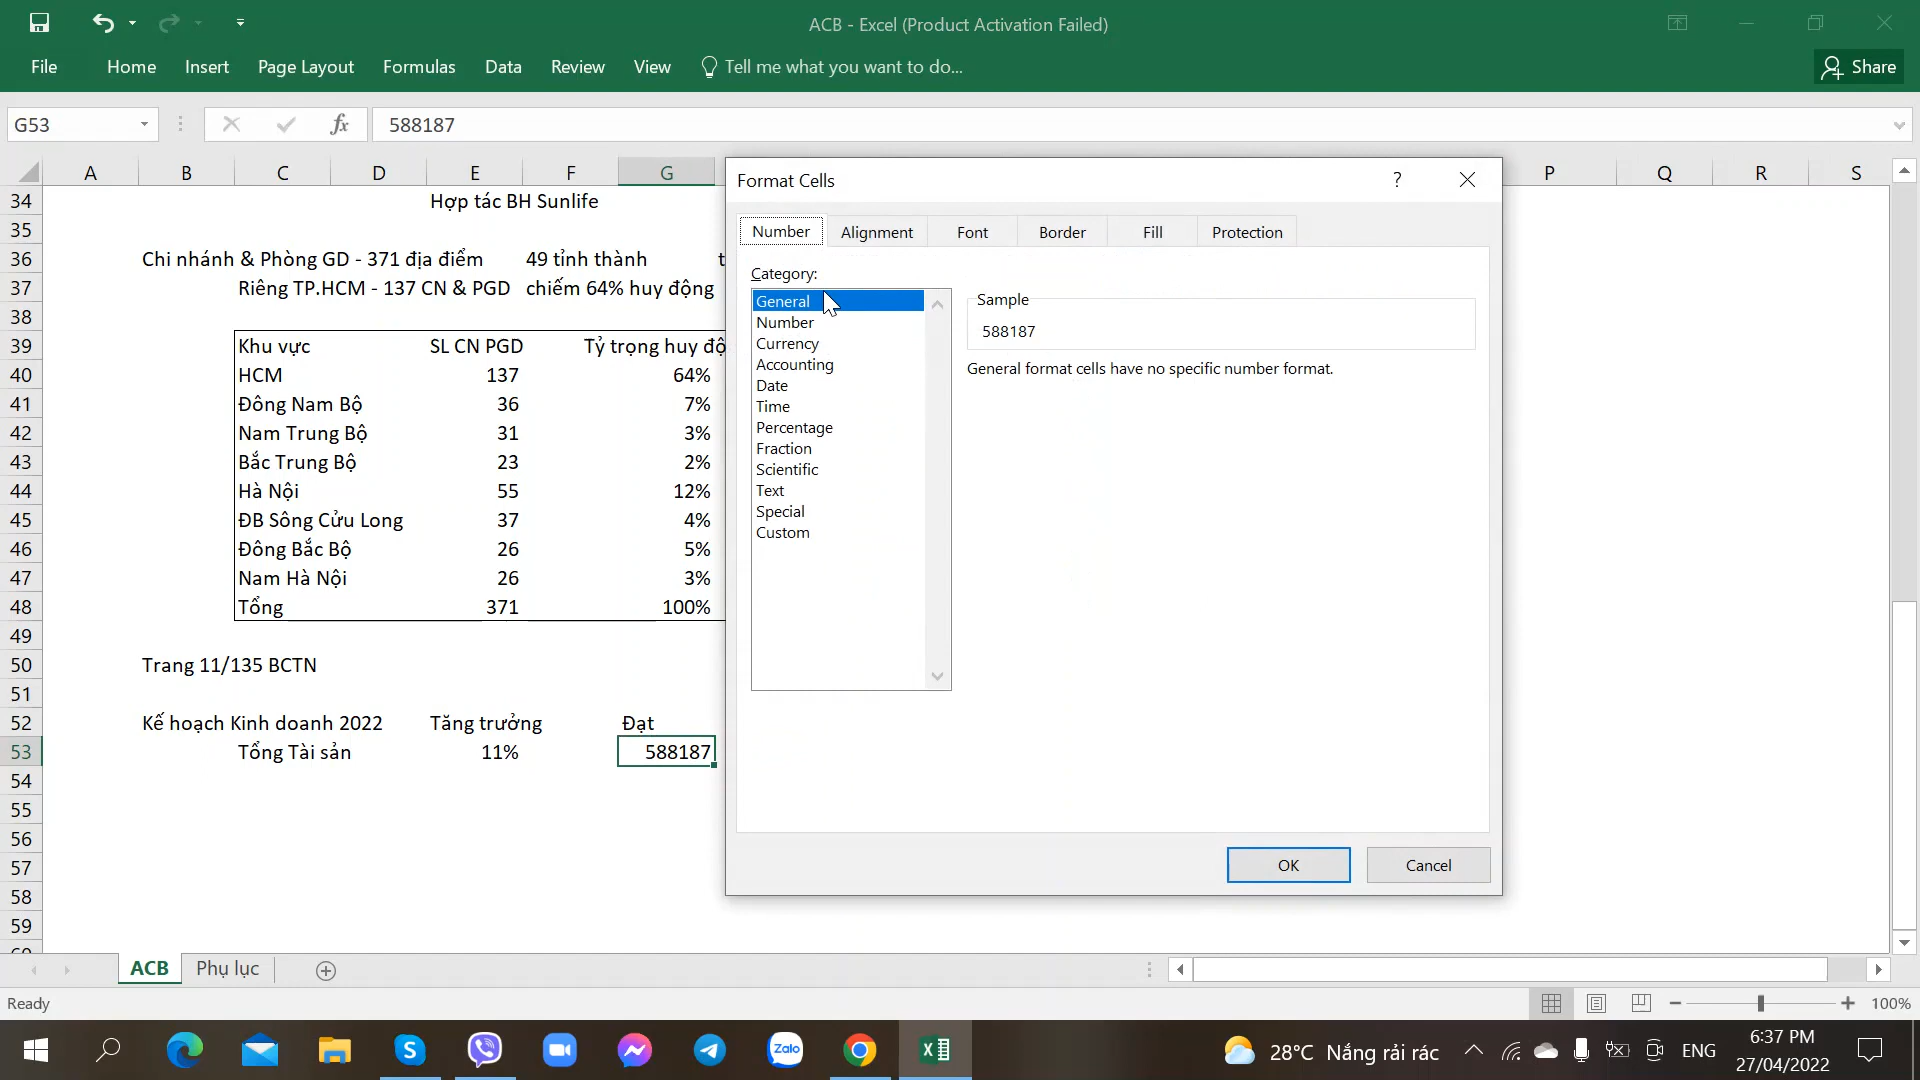 ACB - Excel (Product Activation Failed)
File Home Insert Page Layout Formulas Data Review View Tell me what you want to do... Share
G53 fx 588187
A B C D E F G P Q R S
34 Hợp tác BH Sunlife
35
36 Chi nhánh & Phòng GD - 371 địa điểm 49 tỉnh thành t
37 Riêng TP.HCM - 137 CN & PGD chiếm 64% huy động
38
39 Khu vực SL CN PGD Tỷ trọng huy độ
40 HCM 137 64%
41 Đông Nam Bộ 36 7%
42 Nam Trung Bộ 31 3%
43 Bắc Trung Bộ 23 2%
44 Hà Nội 55 12%
45 ĐB Sông Cửu Long 37 4%
46 Đông Bắc Bộ 26 5%
47 Nam Hà Nội 26 3%
48 Tổng 371 100%
49
50 Trang 11/135 BCTN
51
52 Kế hoạch Kinh doanh 2022 Tăng trưởng Đạt
53 Tổng Tài sản 11% 588187
54
55
56
57
58
59
Format Cells ?
Number Alignment Font Border Fill Protection
Category:
General
Number
Currency
Accounting
Date
Time
Percentage
Fraction
Scientific
Text
Special
Custom
Sample
588187
General format cells have no specific number format.
OK Cancel
ACB Phụ lục
Ready 100%
Zalo 28°C Nắng rải rác ENG 6:37 PM
27/04/2022